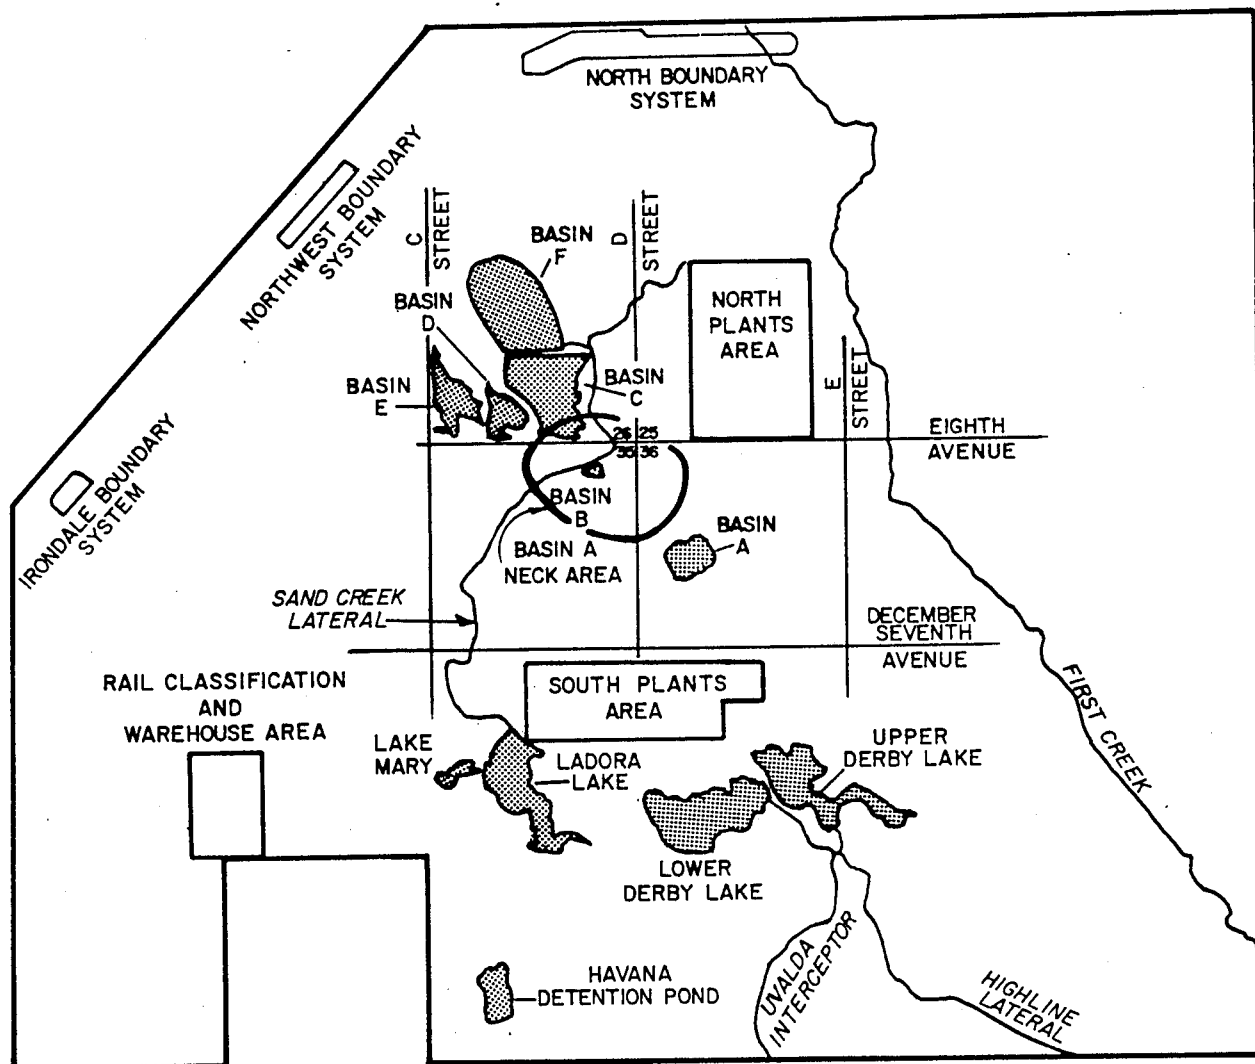 NORTH BOUNDARY
SYSTEM
NORTHWEST BOUNDARY
SYSTEM
C
STREET
BASIN
F
D
STREET
BASIN
D
NORTH
PLANTS
AREA
BASIN
E
BASIN
C
E
STREET
26 25
35 36
EIGHTH
AVENUE
IRONDALE BOUNDARY
SYSTEM
BASIN
B
BASIN A
NECK AREA
BASIN
A
SAND CREEK
LATERAL
DECEMBER
SEVENTH
AVENUE
FIRST CREEK
RAIL CLASSIFICATION
AND
WAREHOUSE AREA
SOUTH PLANTS
AREA
LAKE
MARY
LADORA
LAKE
UPPER
DERBY LAKE
LOWER
DERBY LAKE
HAVANA
DETENTION POND
UVALDA
INTERCEPTOR
HIGHLINE
LATERAL